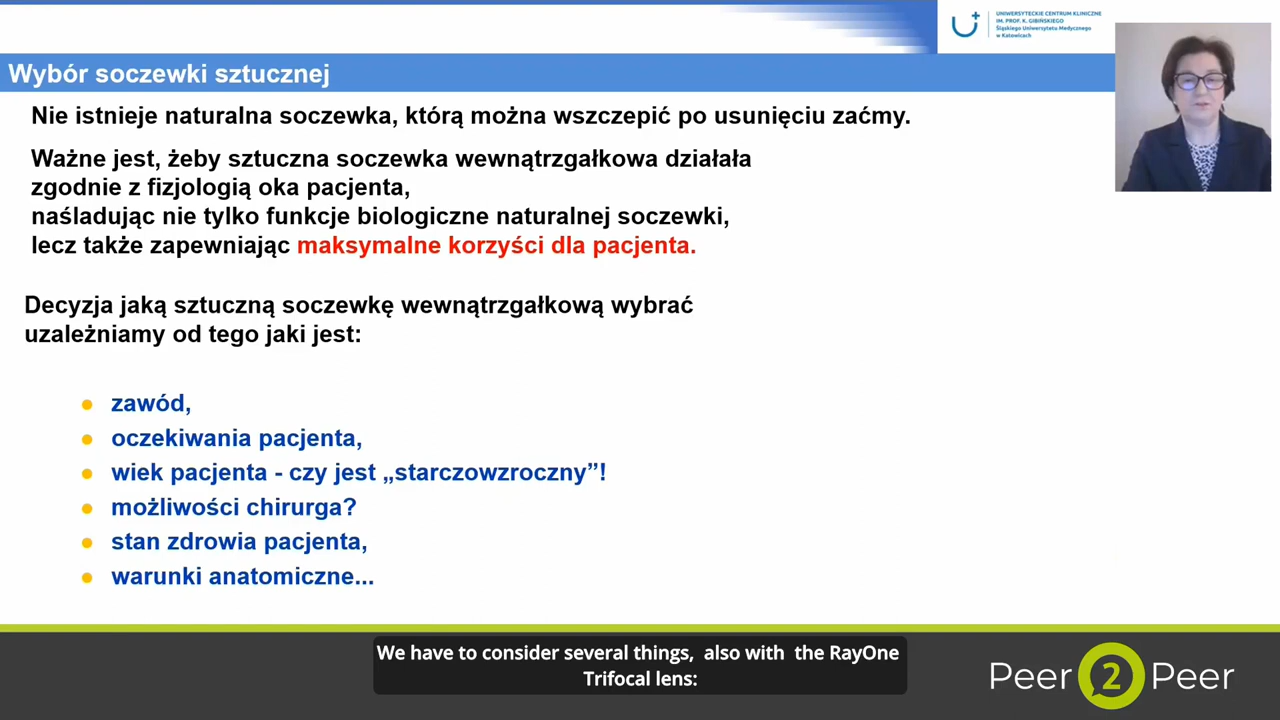 UNIWERSYTECKIE CENTRUM KLINICZNE
IM. PROF. K. GIBIŃSKIEGO
Śląskiego Uniwersytetu Medycznego
w Katowicach
Wybór soczewki sztucznej
Nie istnieje naturalna soczewka, którą można wszczepić po usunięciu zaćmy.
Ważne jest, żeby sztuczna soczewka wewnątrzgałkowa działała
zgodnie z fizjologią oka pacjenta,
naśladując nie tylko funkcje biologiczne naturalnej soczewki,
lecz także zapewniając maksymalne korzyści dla pacjenta.
Decyzja jaką sztuczną soczewkę wewnątrzgałkową wybrać
uzależniamy od tego jaki jest:
● zawód,
● oczekiwania pacjenta,
● wiek pacjenta - czy jest „starczowzroczny”!
● możliwości chirurga?
● stan zdrowia pacjenta,
● warunki anatomiczne...
We have to consider several things, also with the RayOne
Trifocal lens:
Peer 2 Peer